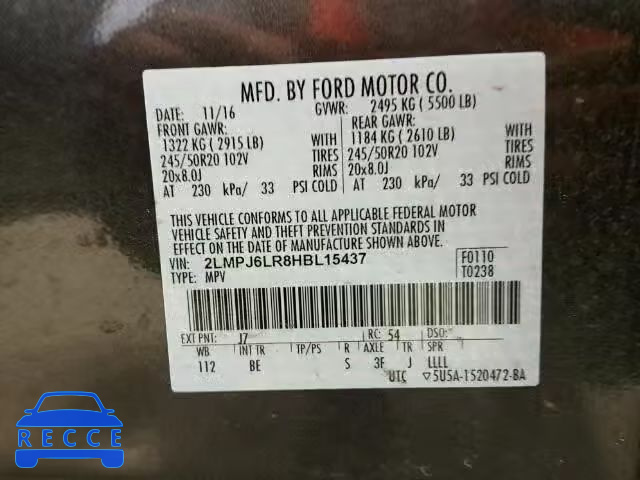 MFD. BY FORD MOTOR CO.
DATE: 11/16 GVWR: 2495 KG ( 5500 LB)
FRONT GAWR: REAR GAWR:
1322 KG ( 2915 LB) WITH 1184 KG ( 2610 LB) WITH
245/50R20 102V TIRES 245/50R20 102V TIRES
20x8.0J RIMS 20x8.0J RIMS
AT 230 kPa/ 33 PSI COLD AT 230 kPa/ 33 PSI COLD
THIS VEHICLE CONFORMS TO ALL APPLICABLE FEDERAL MOTOR
VEHICLE SAFETY AND THEFT PREVENTION STANDARDS IN
EFFECT ON THE DATE OF MANUFACTURE SHOWN ABOVE.
VIN: 2LMPJ6LR8HBL15437 F0110
TYPE: MPV T0238
EXT PNT: J7 RC: 54 DSO:
WB INT TR TP/PS R AXLE TR SPR
112 BE S 3F J LLLL
UTC ▽5U5A-1520472-BA
RECCE